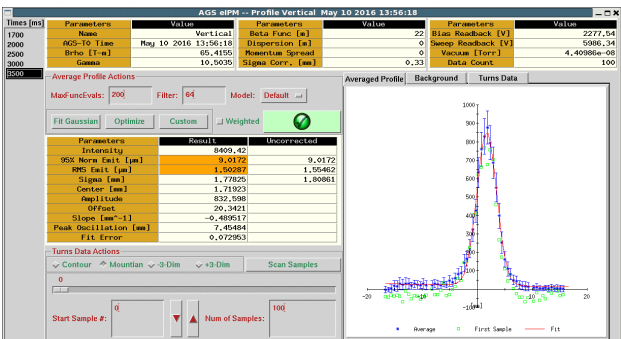 AGS eIPM -- Profile Vertical May 10 2016 13:56:18
Times [ms]
1700
2000
2500
3000
3500
Parameters Value Parameters Value Parameters Value
Name Vertical Beta Func [m] 22 Bias Readback [V] 2277.54
AGS-T0 Time May 10 2016 13:56:18 Dispersion [m] 0 Sweep Readback [V] 5986.34
Brho [T-m] 65.4155 Momentum Spread 0 Vacuum [Torr] 4.40986e-08
Gamma 10.5035 Sigma Corr. [mm] 0.33 Data Count 100
Average Profile Actions
MaxFuncEvals: 200 Filter: 64 Model: Default
Fit Gaussian Optimize Custom Weighted
Parameters Result Uncorrected
Intensity 8409.42
95% Norm Emit [µm] 9.0172 9.0172
RMS Emit [µm] 1.50287 1.55462
Sigma [mm] 1.77825 1.80861
Center [mm] 1.71923
Amplitude 832.598
Offset 20.3421
Slope [mm^-1] -0.489517
Peak Oscillation [mm] 7.45484
Fit Error 0.072953
Turns Data Actions
Contour Mountian -3-Dim +3-Dim Scan Samples
0
Start Sample #: 0 Num of Samples: 100
Averaged Profile Background Turns Data
1000
900
800
700
600
500
400
300
200
100
-20 -10 10 20
-100
[mm]
Average First Sample Fit